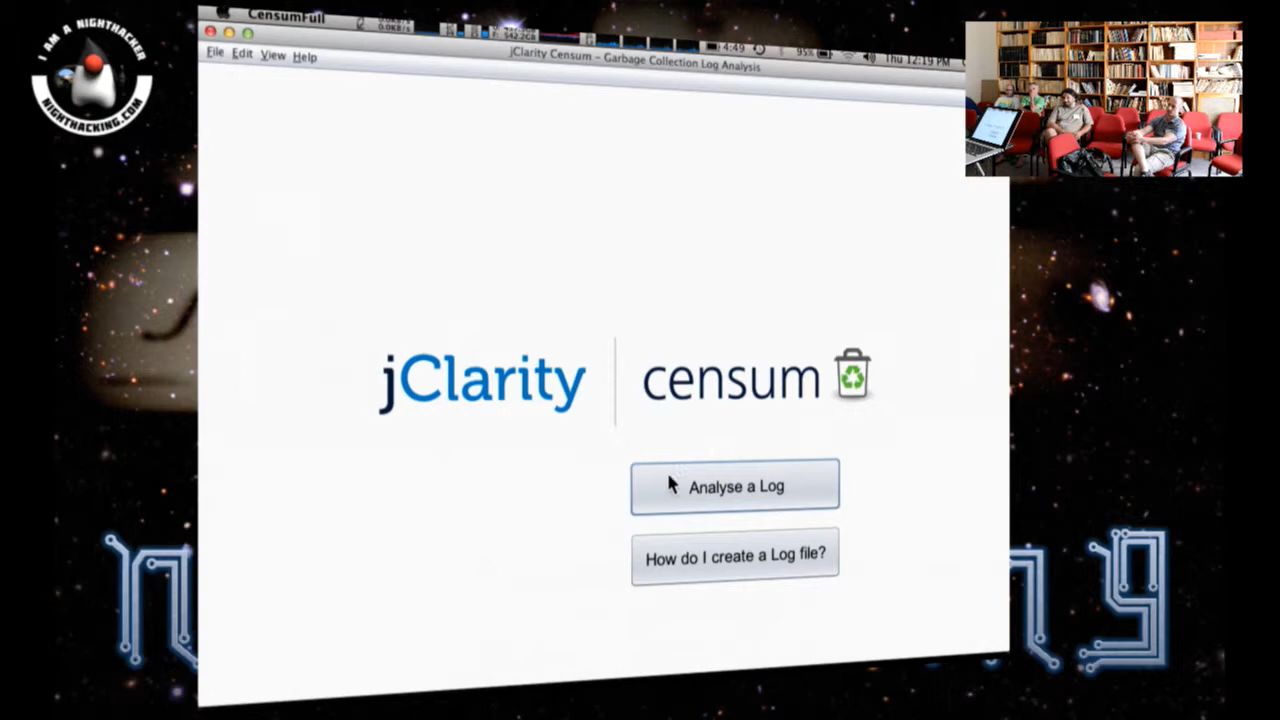 I AM A NIGHTHACKER
NIGHTHACKING.COM
CensumFull
4:49
95%
Thu 12:19 PM
jClarity Censum – Garbage Collection Log Analysis
File Edit View Help
jClarity
censum
Analyse a Log
How do I create a Log file?